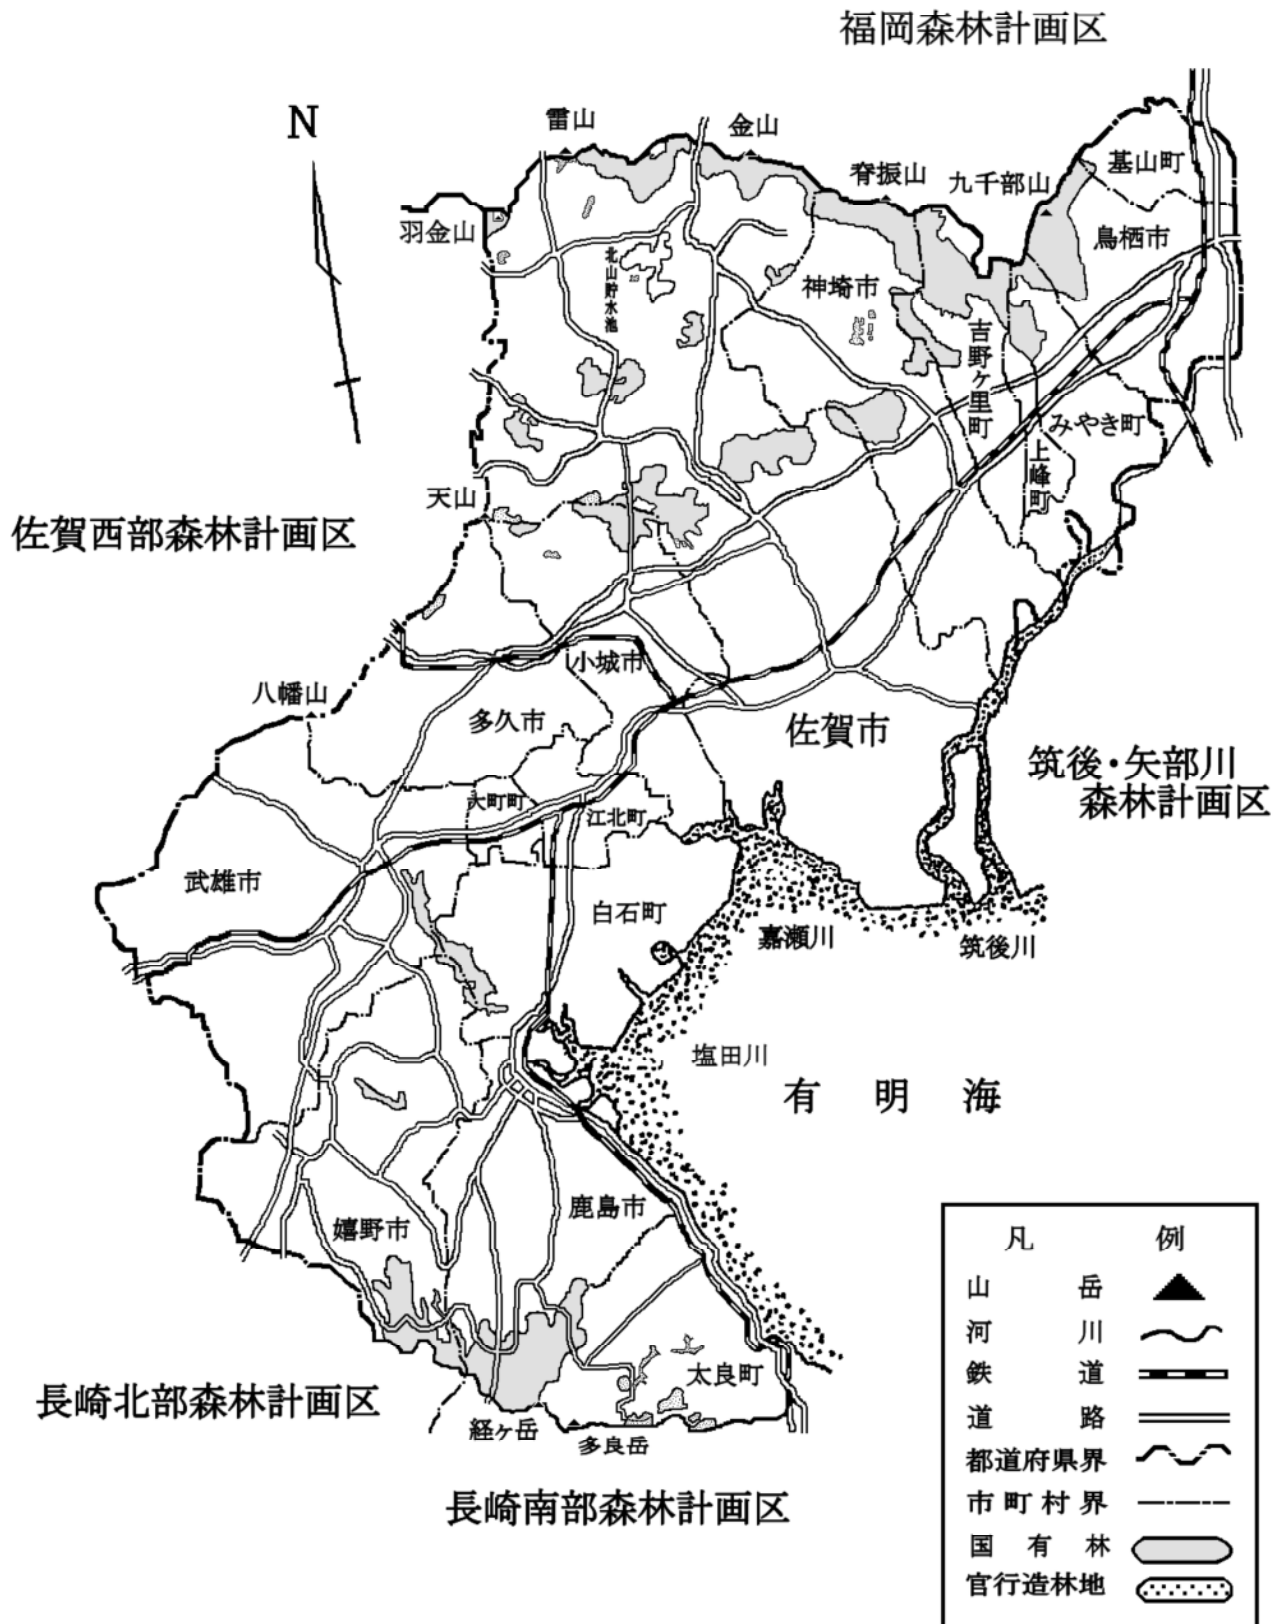 福岡森林計画区
N
雷山
金山
脊振山
九千部山
基山町
羽金山
鳥栖市
北山貯水池
神埼市
吉野ヶ里町
みやき町
上峰町
天山
佐賀西部森林計画区
小城市
八幡山
多久市
佐賀市
筑後・矢部川
森林計画区
大町町
江北町
武雄市
白石町
嘉瀬川
筑後川
塩田川
有明海
鹿島市
嬉野市
太良町
長崎北部森林計画区
経ヶ岳
多良岳
長崎南部森林計画区
凡例
山岳
河川
鉄道
道路
都道府県界
市町村界
国有林
官行造林地